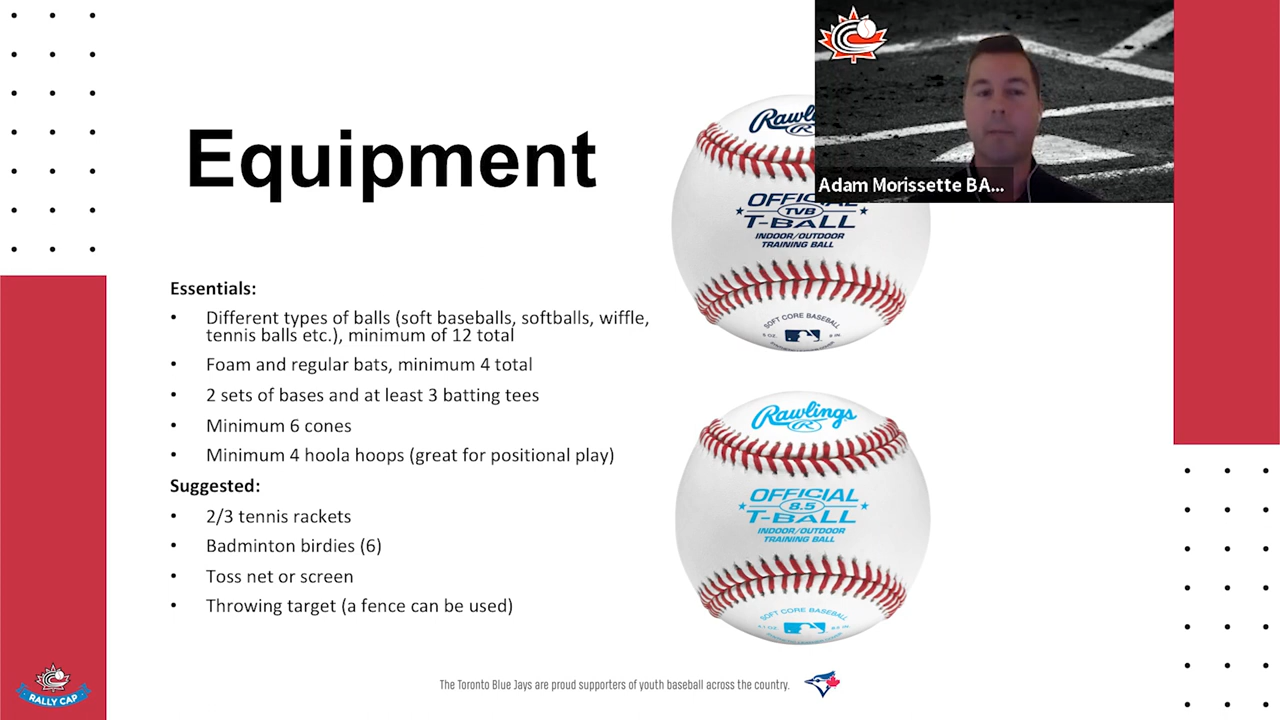 Equipment
Essentials:
• Different types of balls (soft baseballs, softballs, wiffle,
tennis balls etc.), minimum of 12 total
• Foam and regular bats, minimum 4 total
• 2 sets of bases and at least 3 batting tees
• Minimum 6 cones
• Minimum 4 hoola hoops (great for positional play)
Suggested:
• 2/3 tennis rackets
• Badminton birdies (6)
• Toss net or screen
• Throwing target (a fence can be used)
Adam Morissette BA...
OFFICIAL
TVB
T-BALL
INDOOR/OUTDOOR
TRAINING BALL
SOFT CORE BASEBALL
Rawlings
R
OFFICIAL
8.5
T-BALL
INDOOR/OUTDOOR
TRAINING BALL
SOFT CORE BASEBALL
RALLY CAP
The Toronto Blue Jays are proud supporters of youth baseball across the country.